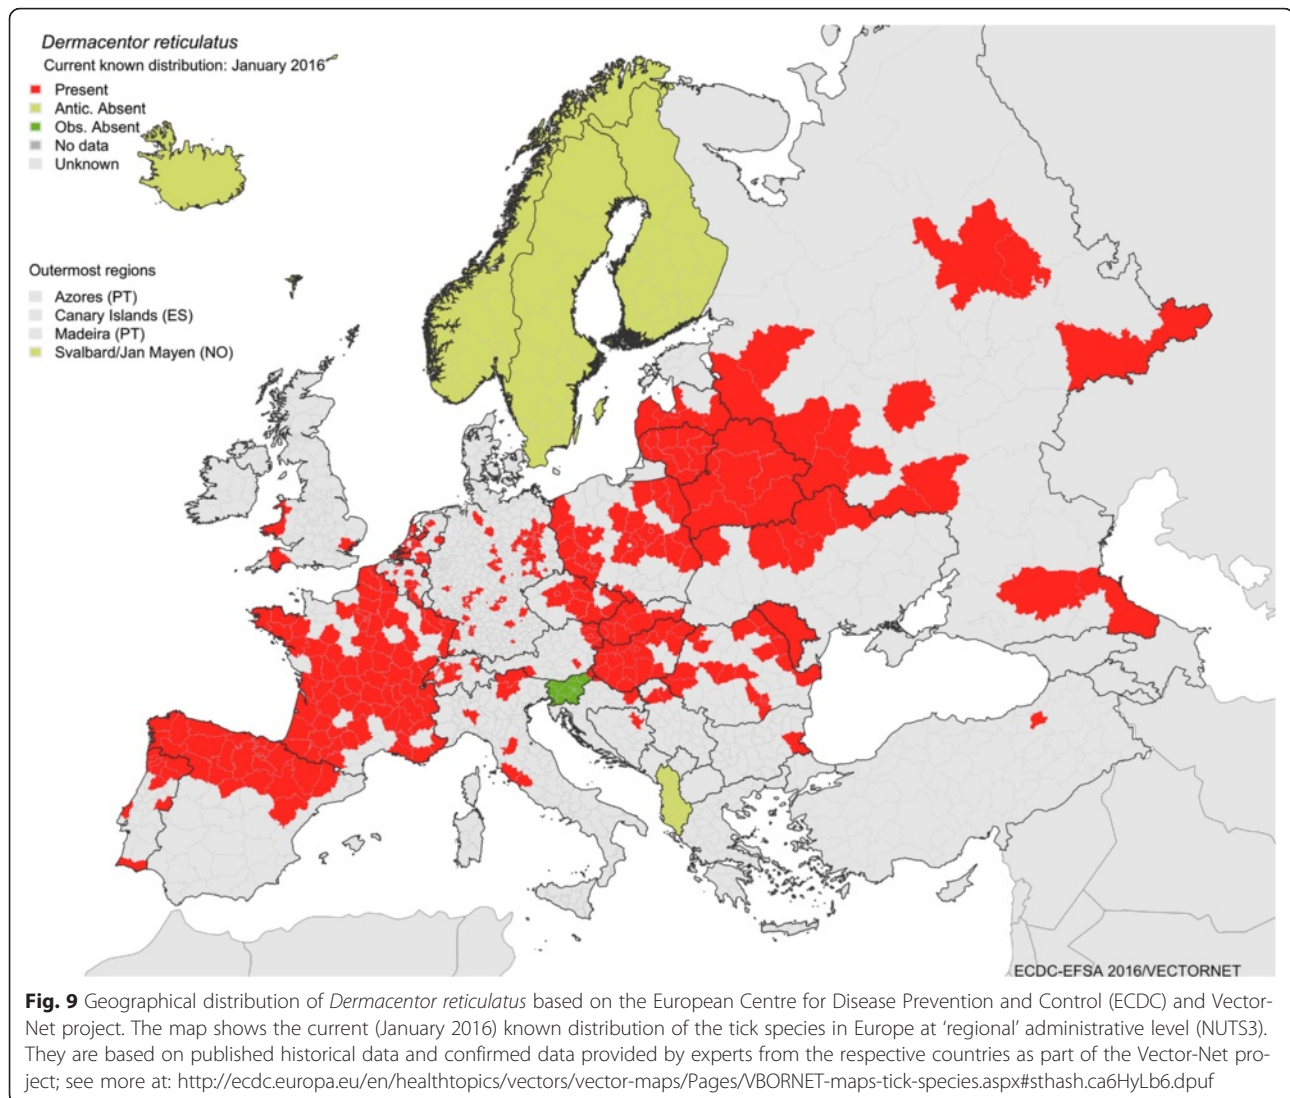 Dermacentor reticulatus
Current known distribution: January 2016
Present
Antic. Absent
Obs. Absent
No data
Unknown
Outermost regions
Azores (PT)
Canary Islands (ES)
Madeira (PT)
Svalbard/Jan Mayen (NO)
ECDC-EFSA 2016/VECTORNET
Fig. 9 Geographical distribution of Dermacentor reticulatus based on the European Centre for Disease Prevention and Control (ECDC) and Vector-
Net project. The map shows the current (January 2016) known distribution of the tick species in Europe at ‘regional’ administrative level (NUTS3).
They are based on published historical data and confirmed data provided by experts from the respective countries as part of the Vector-Net pro-
ject; see more at: http://ecdc.europa.eu/en/healthtopics/vectors/vector-maps/Pages/VBORNET-maps-tick-species.aspx#sthash.ca6HyLb6.dpuf